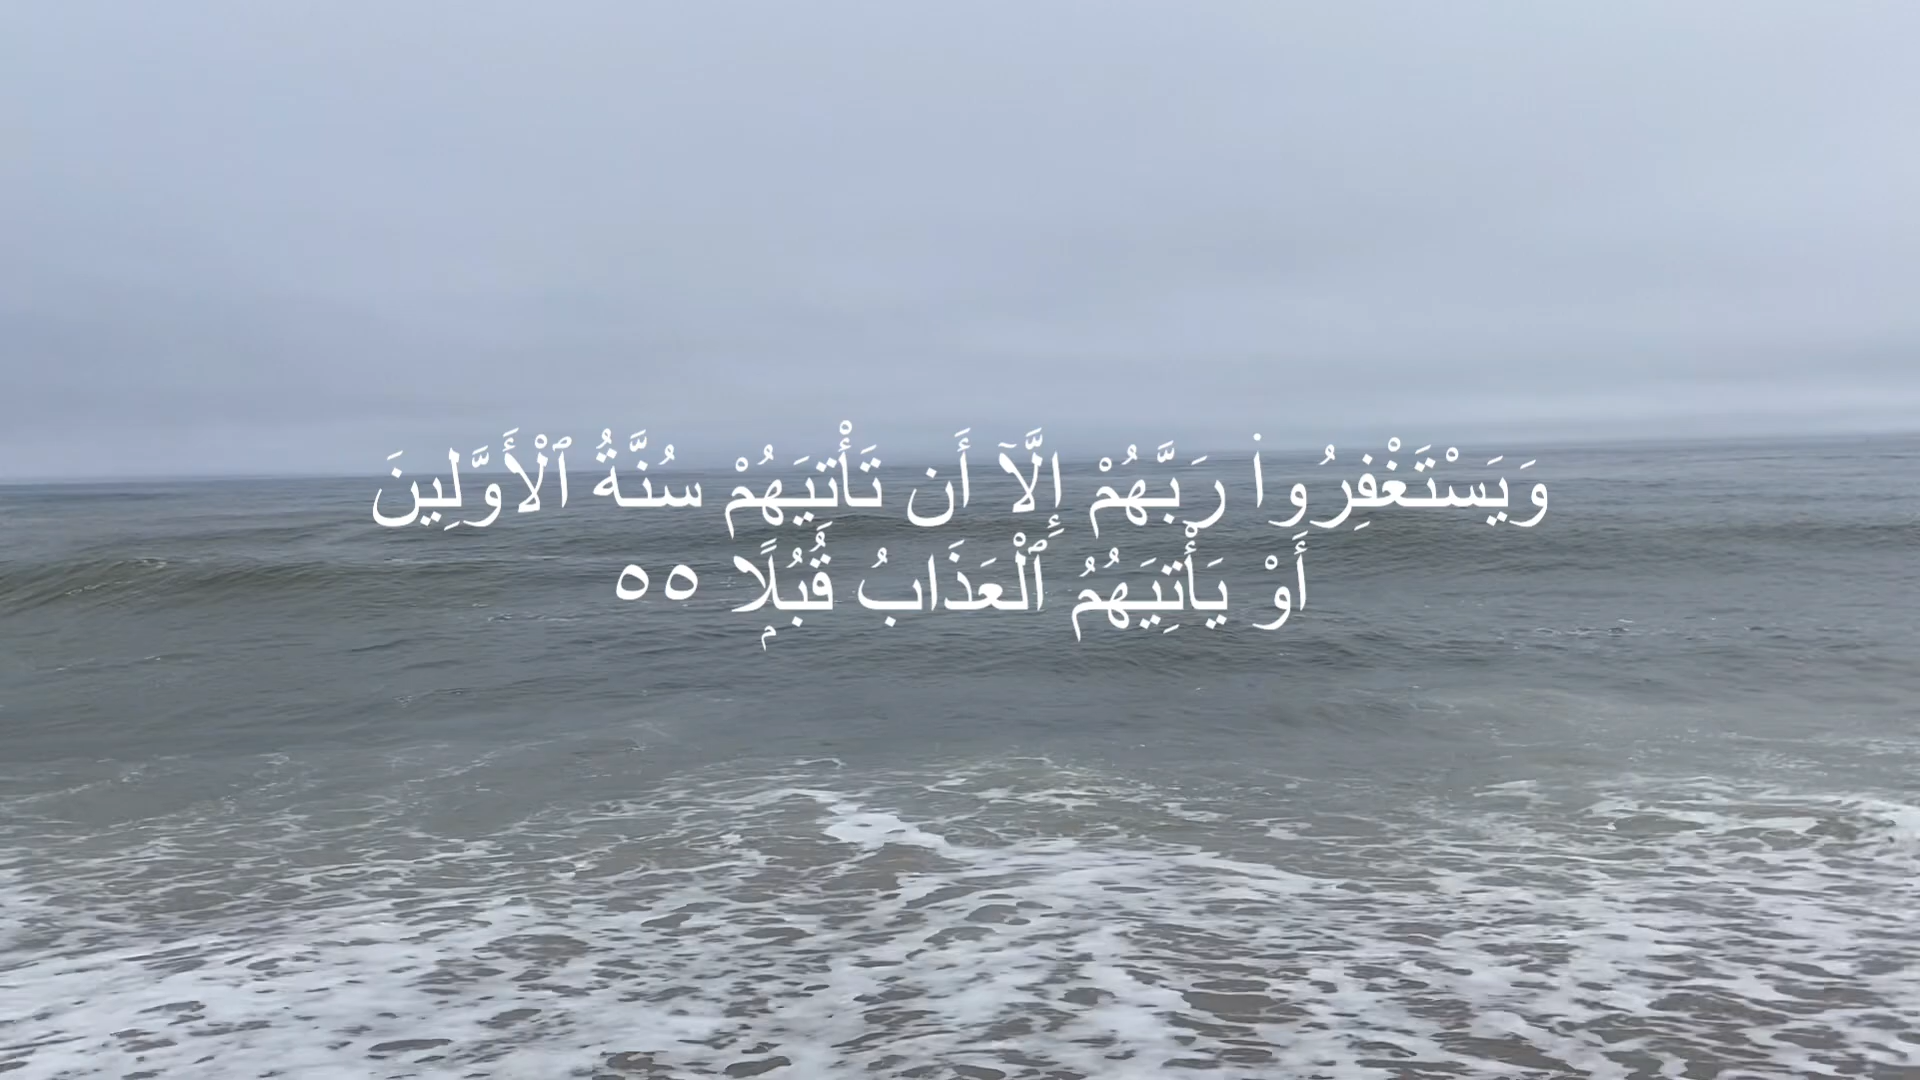 وَيَسْتَغْفِرُوا۟ رَبَّهُمْ إِلَّآ أَن تَأْتِيَهُمْ سُنَّةُ ٱلْأَوَّلِينَ
أَوْ يَأْتِيَهُمُ ٱلْعَذَابُ قُبُلًۭا ٥٥